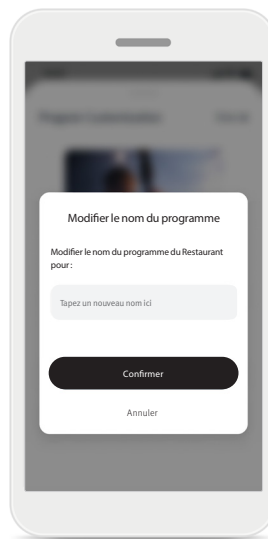 Modifier le nom du programme
Modifier le nom du programme du Restaurant
pour :
Tapez un nouveau nom ici
Confirmer
Annuler